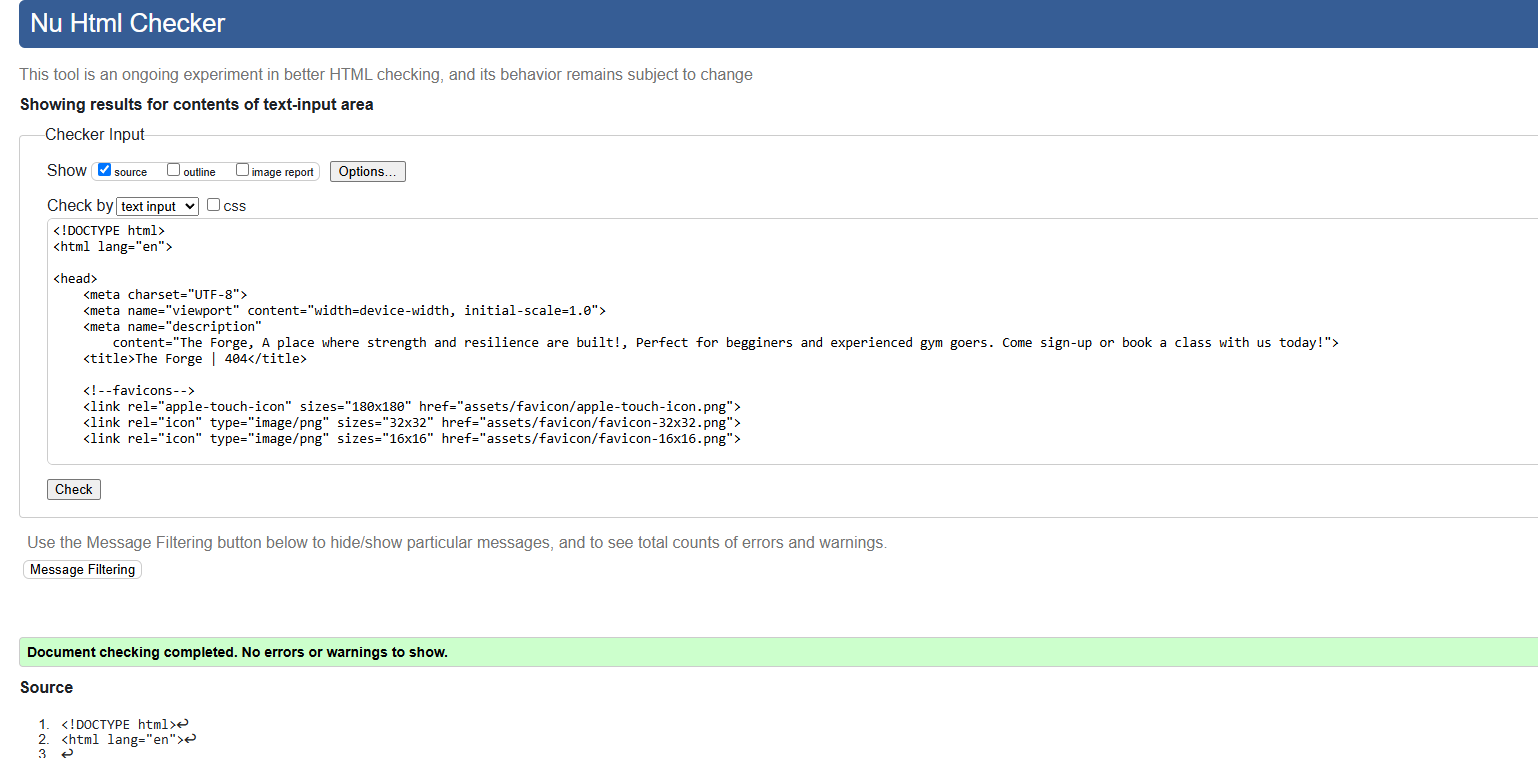 Nu Html Checker
This tool is an ongoing experiment in better HTML checking, and its behavior remains subject to change
Showing results for contents of text-input area
Checker Input
Show source outline image report Options...
Check by text input css
<!DOCTYPE html>
<html lang="en">
<head>
<meta charset="UTF-8">
<meta name="viewport" content="width=device-width, initial-scale=1.0">
<meta name="description"
content="The Forge, A place where strength and resilience are built!, Perfect for begginers and experienced gym goers. Come sign-up or book a class with us today!">
<title>The Forge | 404</title>
<!--favicons-->
<link rel="apple-touch-icon" sizes="180x180" href="assets/favicon/apple-touch-icon.png">
<link rel="icon" type="image/png" sizes="32x32" href="assets/favicon/favicon-32x32.png">
<link rel="icon" type="image/png" sizes="16x16" href="assets/favicon/favicon-16x16.png">
Check
Use the Message Filtering button below to hide/show particular messages, and to see total counts of errors and warnings.
Message Filtering
Document checking completed. No errors or warnings to show.
Source
1. <!DOCTYPE html>↩
2. <html lang="en">↩
3. ↩